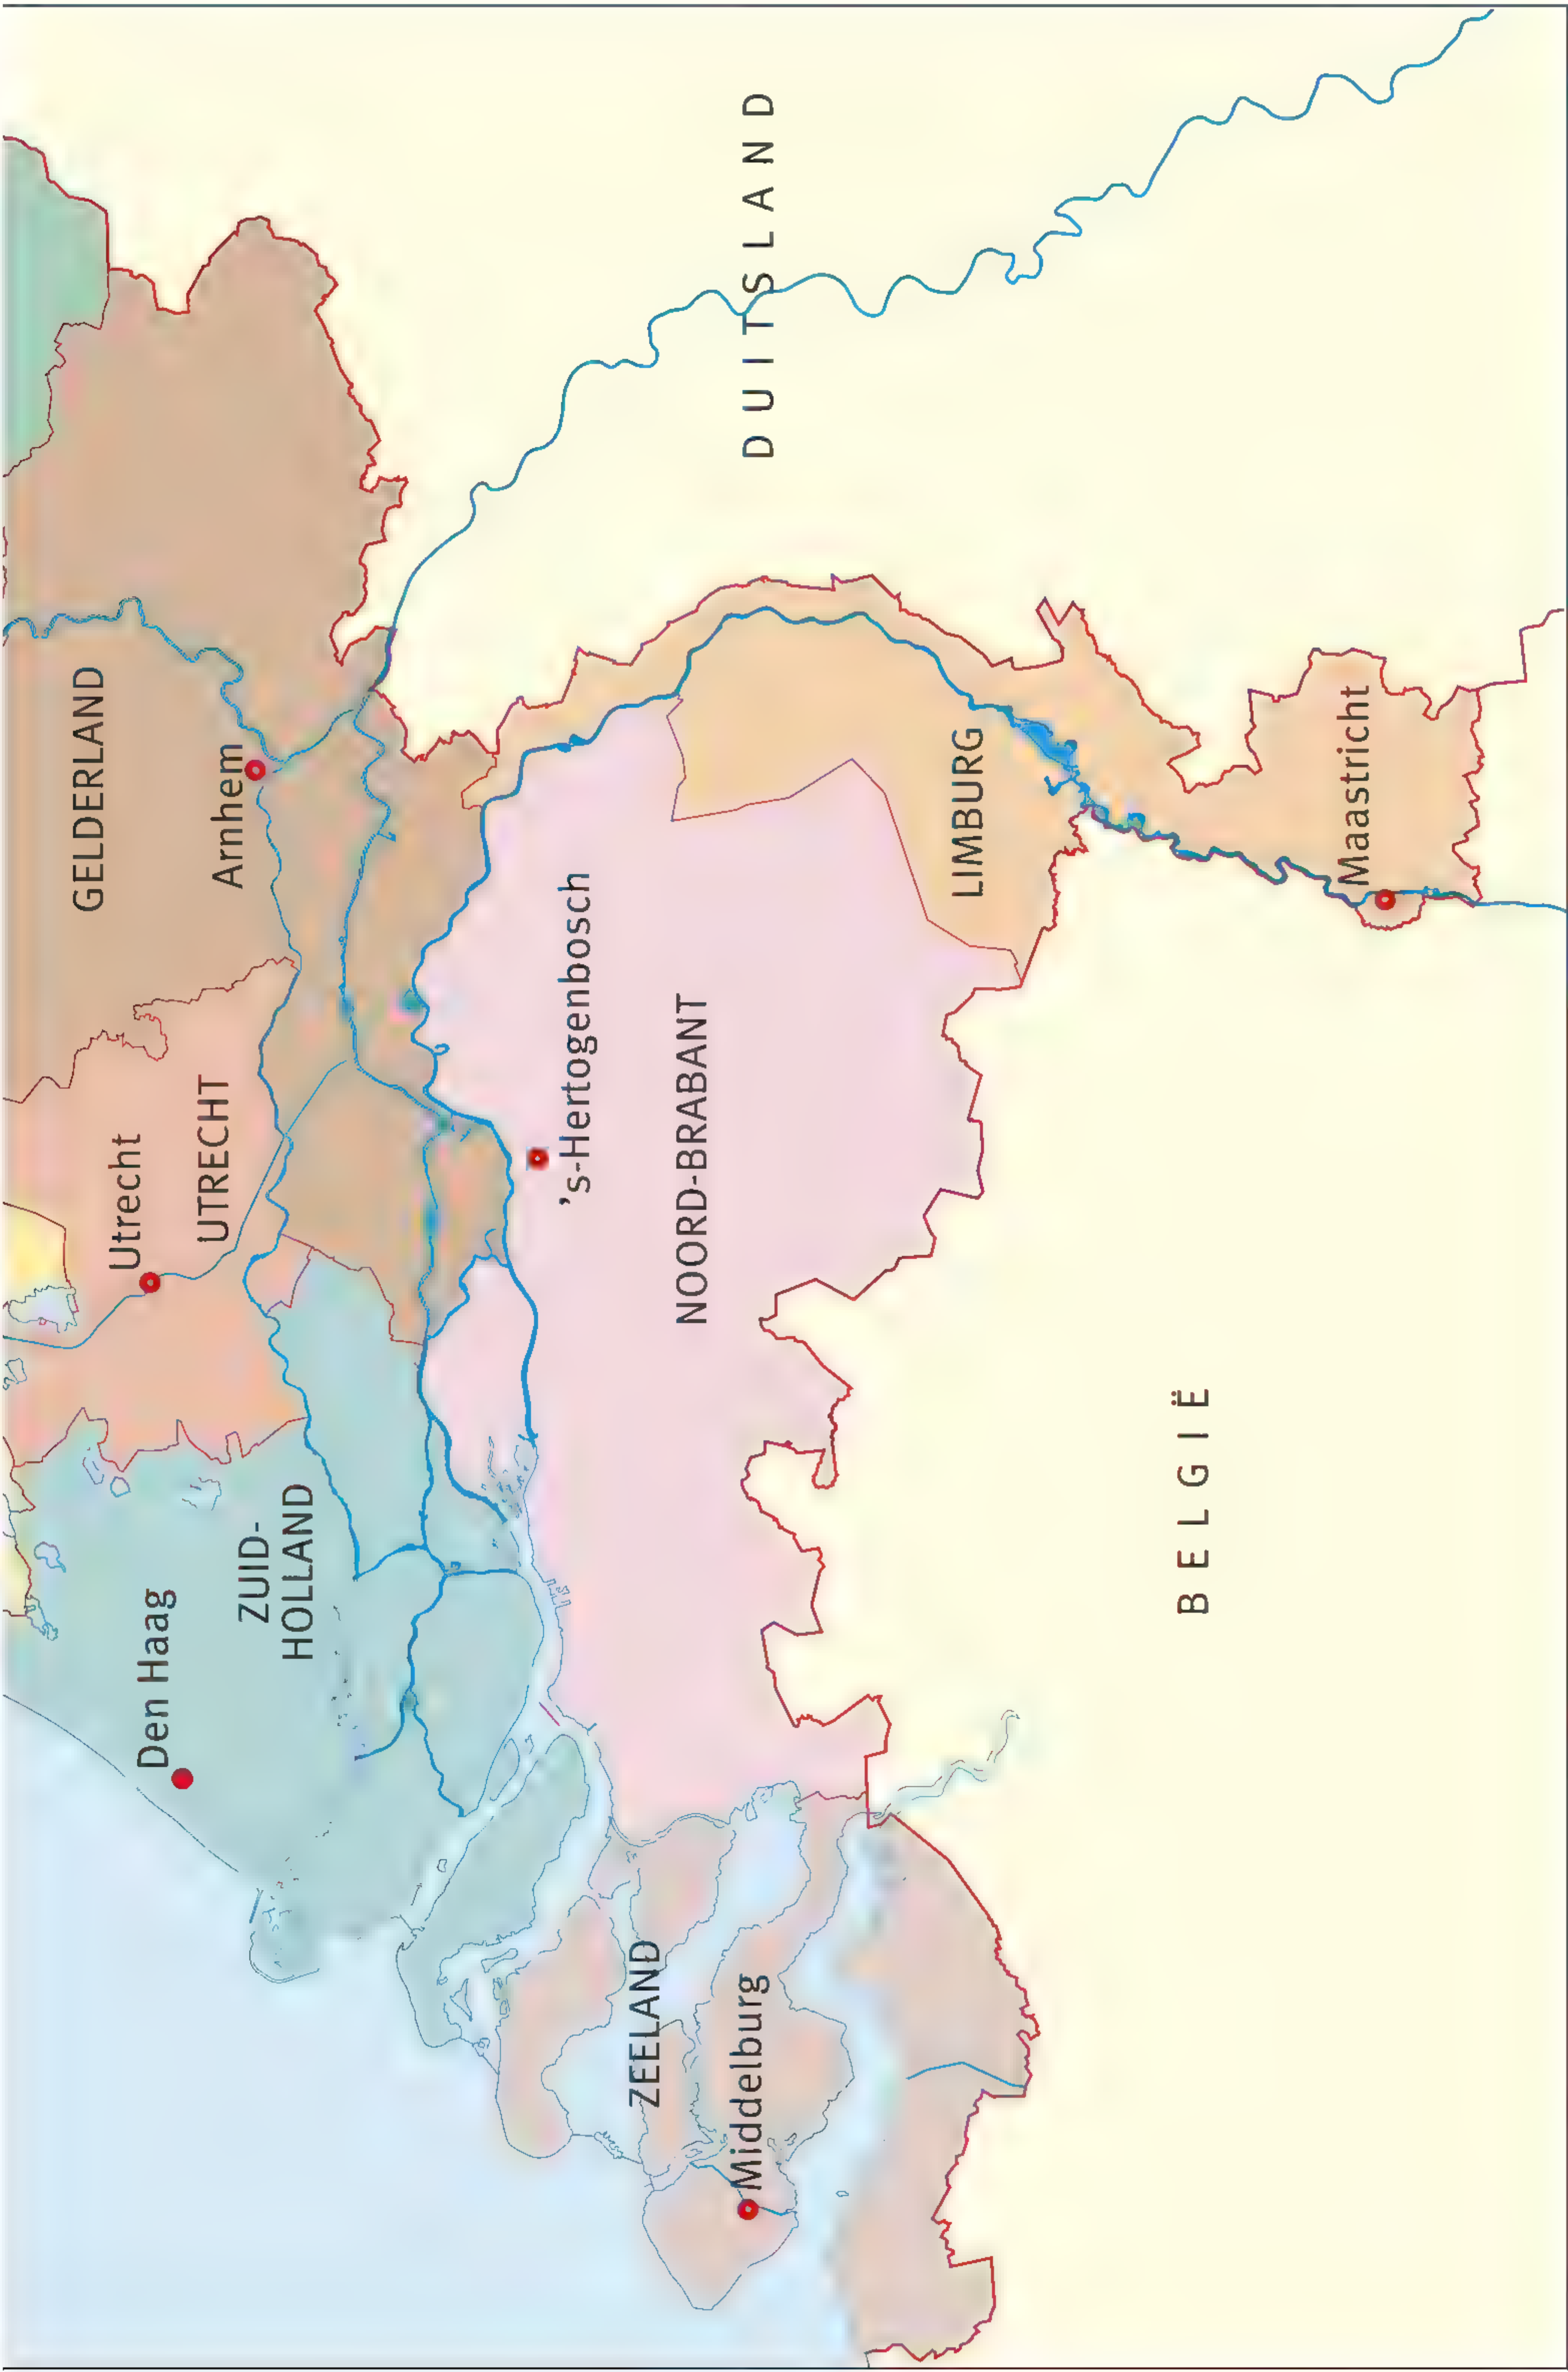 GELDERLAND
Arnhem
Utrecht
UTRECHT
Den Haag
ZUID-
HOLLAND
's-Hertogenbosch
NOORD-BRABANT
ZEELAND
Middelburg
LIMBURG
Maastricht
DUITSLAND
BELGIË